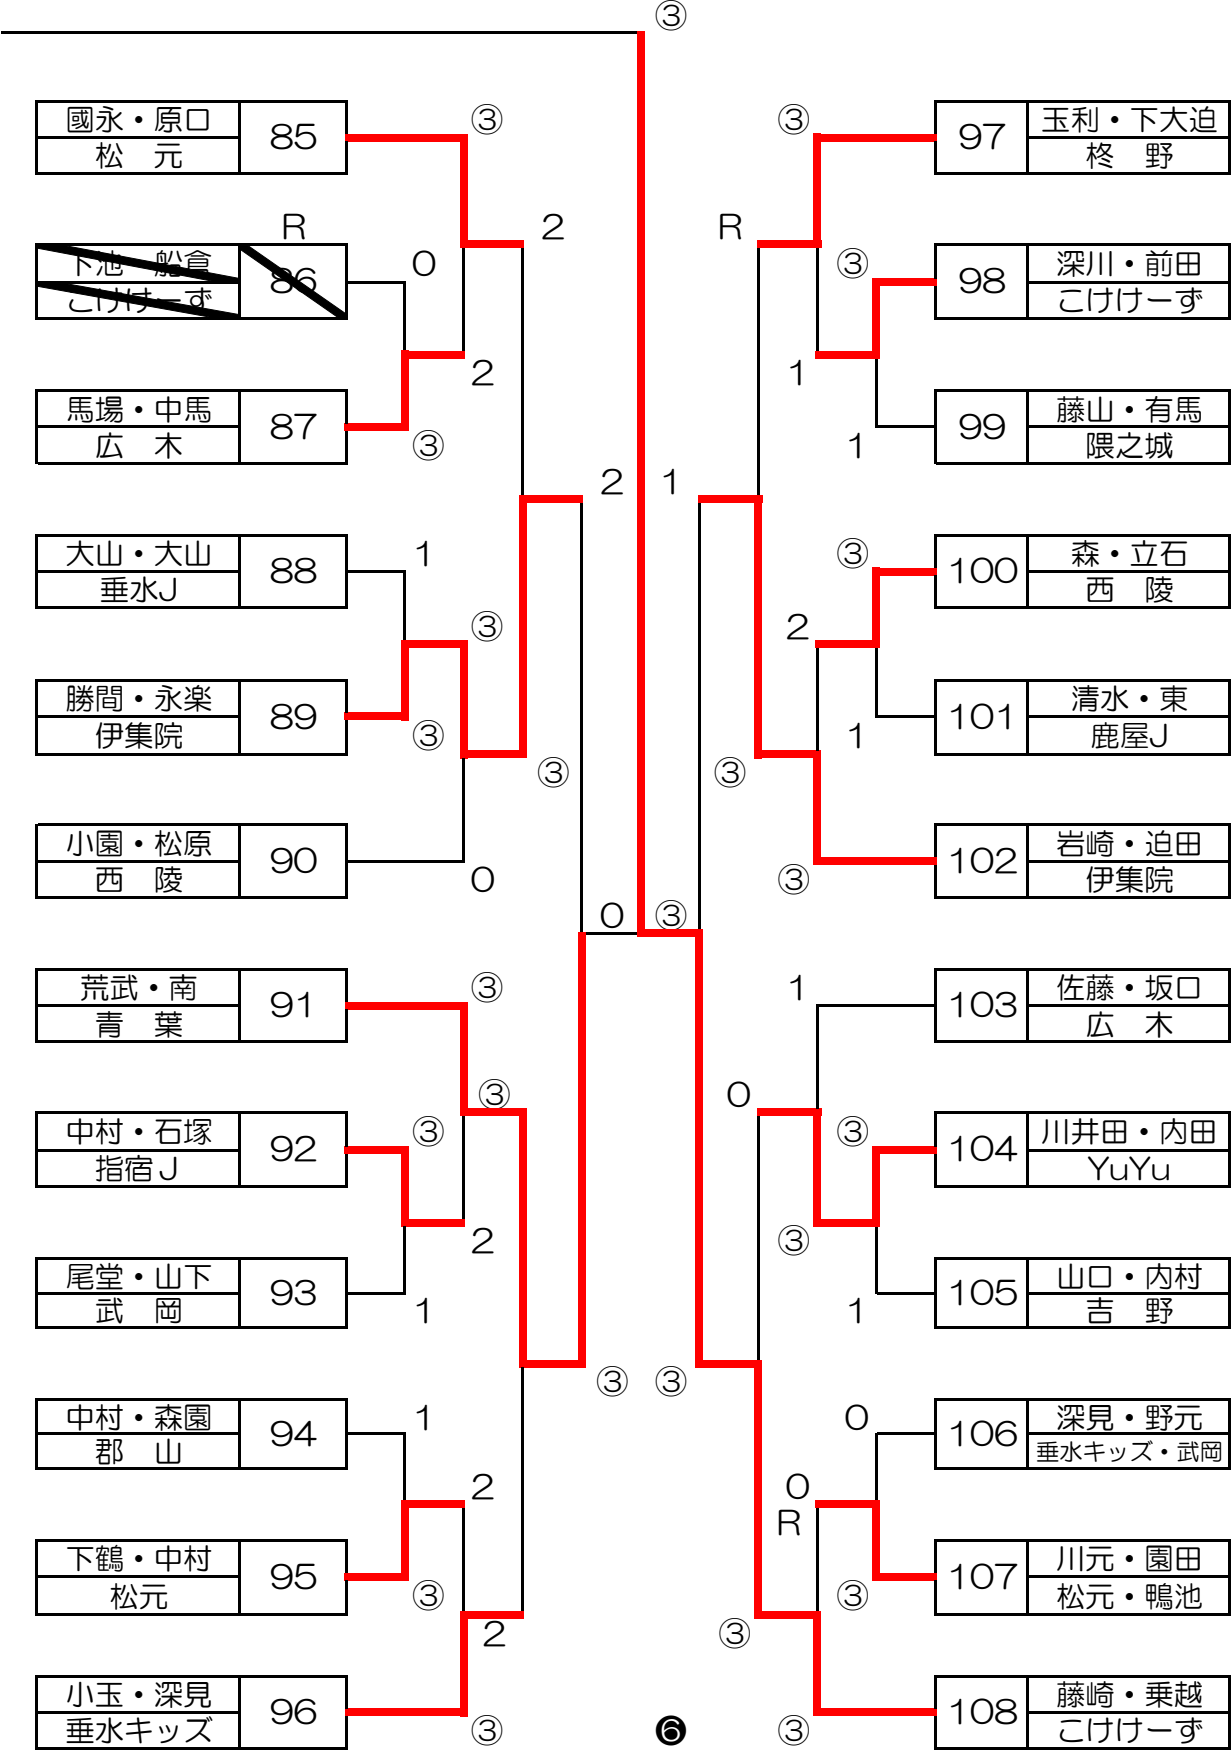 ③
國永・原口
松　元
85
③
R
下池　船倉
こけけーず
86
0
2
馬場・中馬
広　木
87
③
2
大山・大山
垂水J
88
1
③
勝間・永楽
伊集院
89
③
③
小園・松原
西　陵
90
0
2
0
荒武・南
青　葉
91
③
③
中村・石塚
指宿J
92
③
2
尾堂・山下
武　岡
93
1
③
中村・森園
郡　山
94
1
2
下鶴・中村
松元
95
③
2
小玉・深見
垂水キッズ
96
③
③
97
玉利・下大迫
柊　野
R
③
98
深川・前田
こけけーず
1
99
藤山・有馬
隈之城
1
1
③
100
森・立石
西　陵
2
101
清水・東
鹿屋J
1
③
102
岩崎・迫田
伊集院
③
③
1
103
佐藤・坂口
広　木
0
③
104
川井田・内田
YuYu
③
105
山口・内村
吉　野
1
③
0
106
深見・野元
垂水キッズ・武岡
0
R
107
川元・園田
松元・鴨池
③
③
108
藤崎・乗越
こけけーず
③
❻